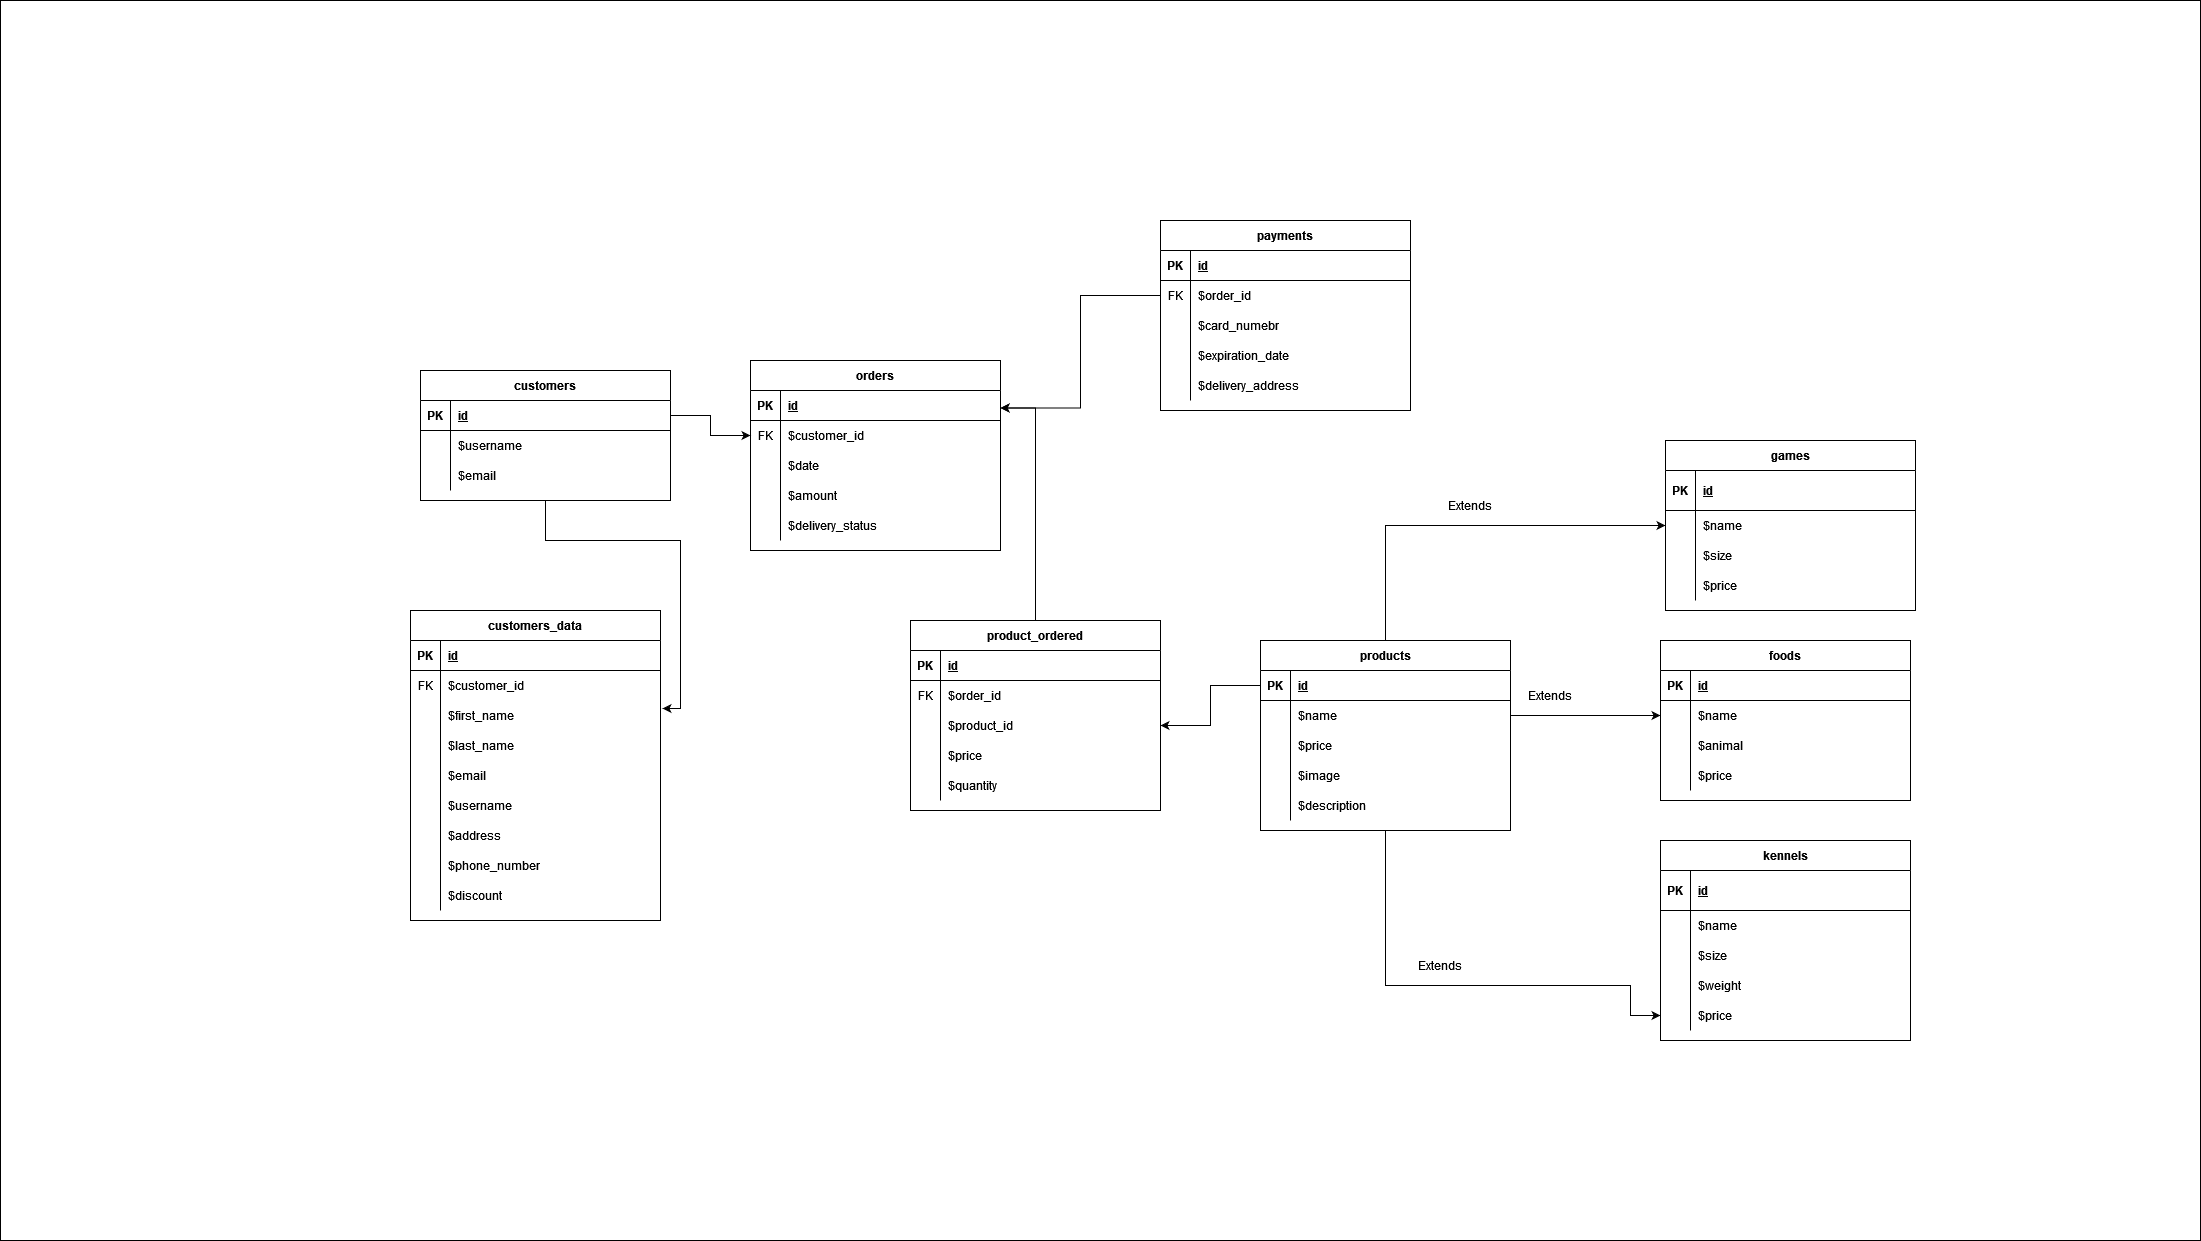 payments
PK id
FK $order_id
$card_numebr
$expiration_date
$delivery_address
customers
PK id
$username
$email
orders
PK id
FK $customer_id
$date
$amount
$delivery_status
games
PK id
$name
$size
$price
Extends
customers_data
PK id
FK $customer_id
$first_name
$last_name
$email
$username
$address
$phone_number
$discount
product_ordered
PK id
FK $order_id
$product_id
$price
$quantity
products
PK id
$name
$price
$image
$description
Extends
foods
PK id
$name
$animal
$price
Extends
kennels
PK id
$name
$size
$weight
$price